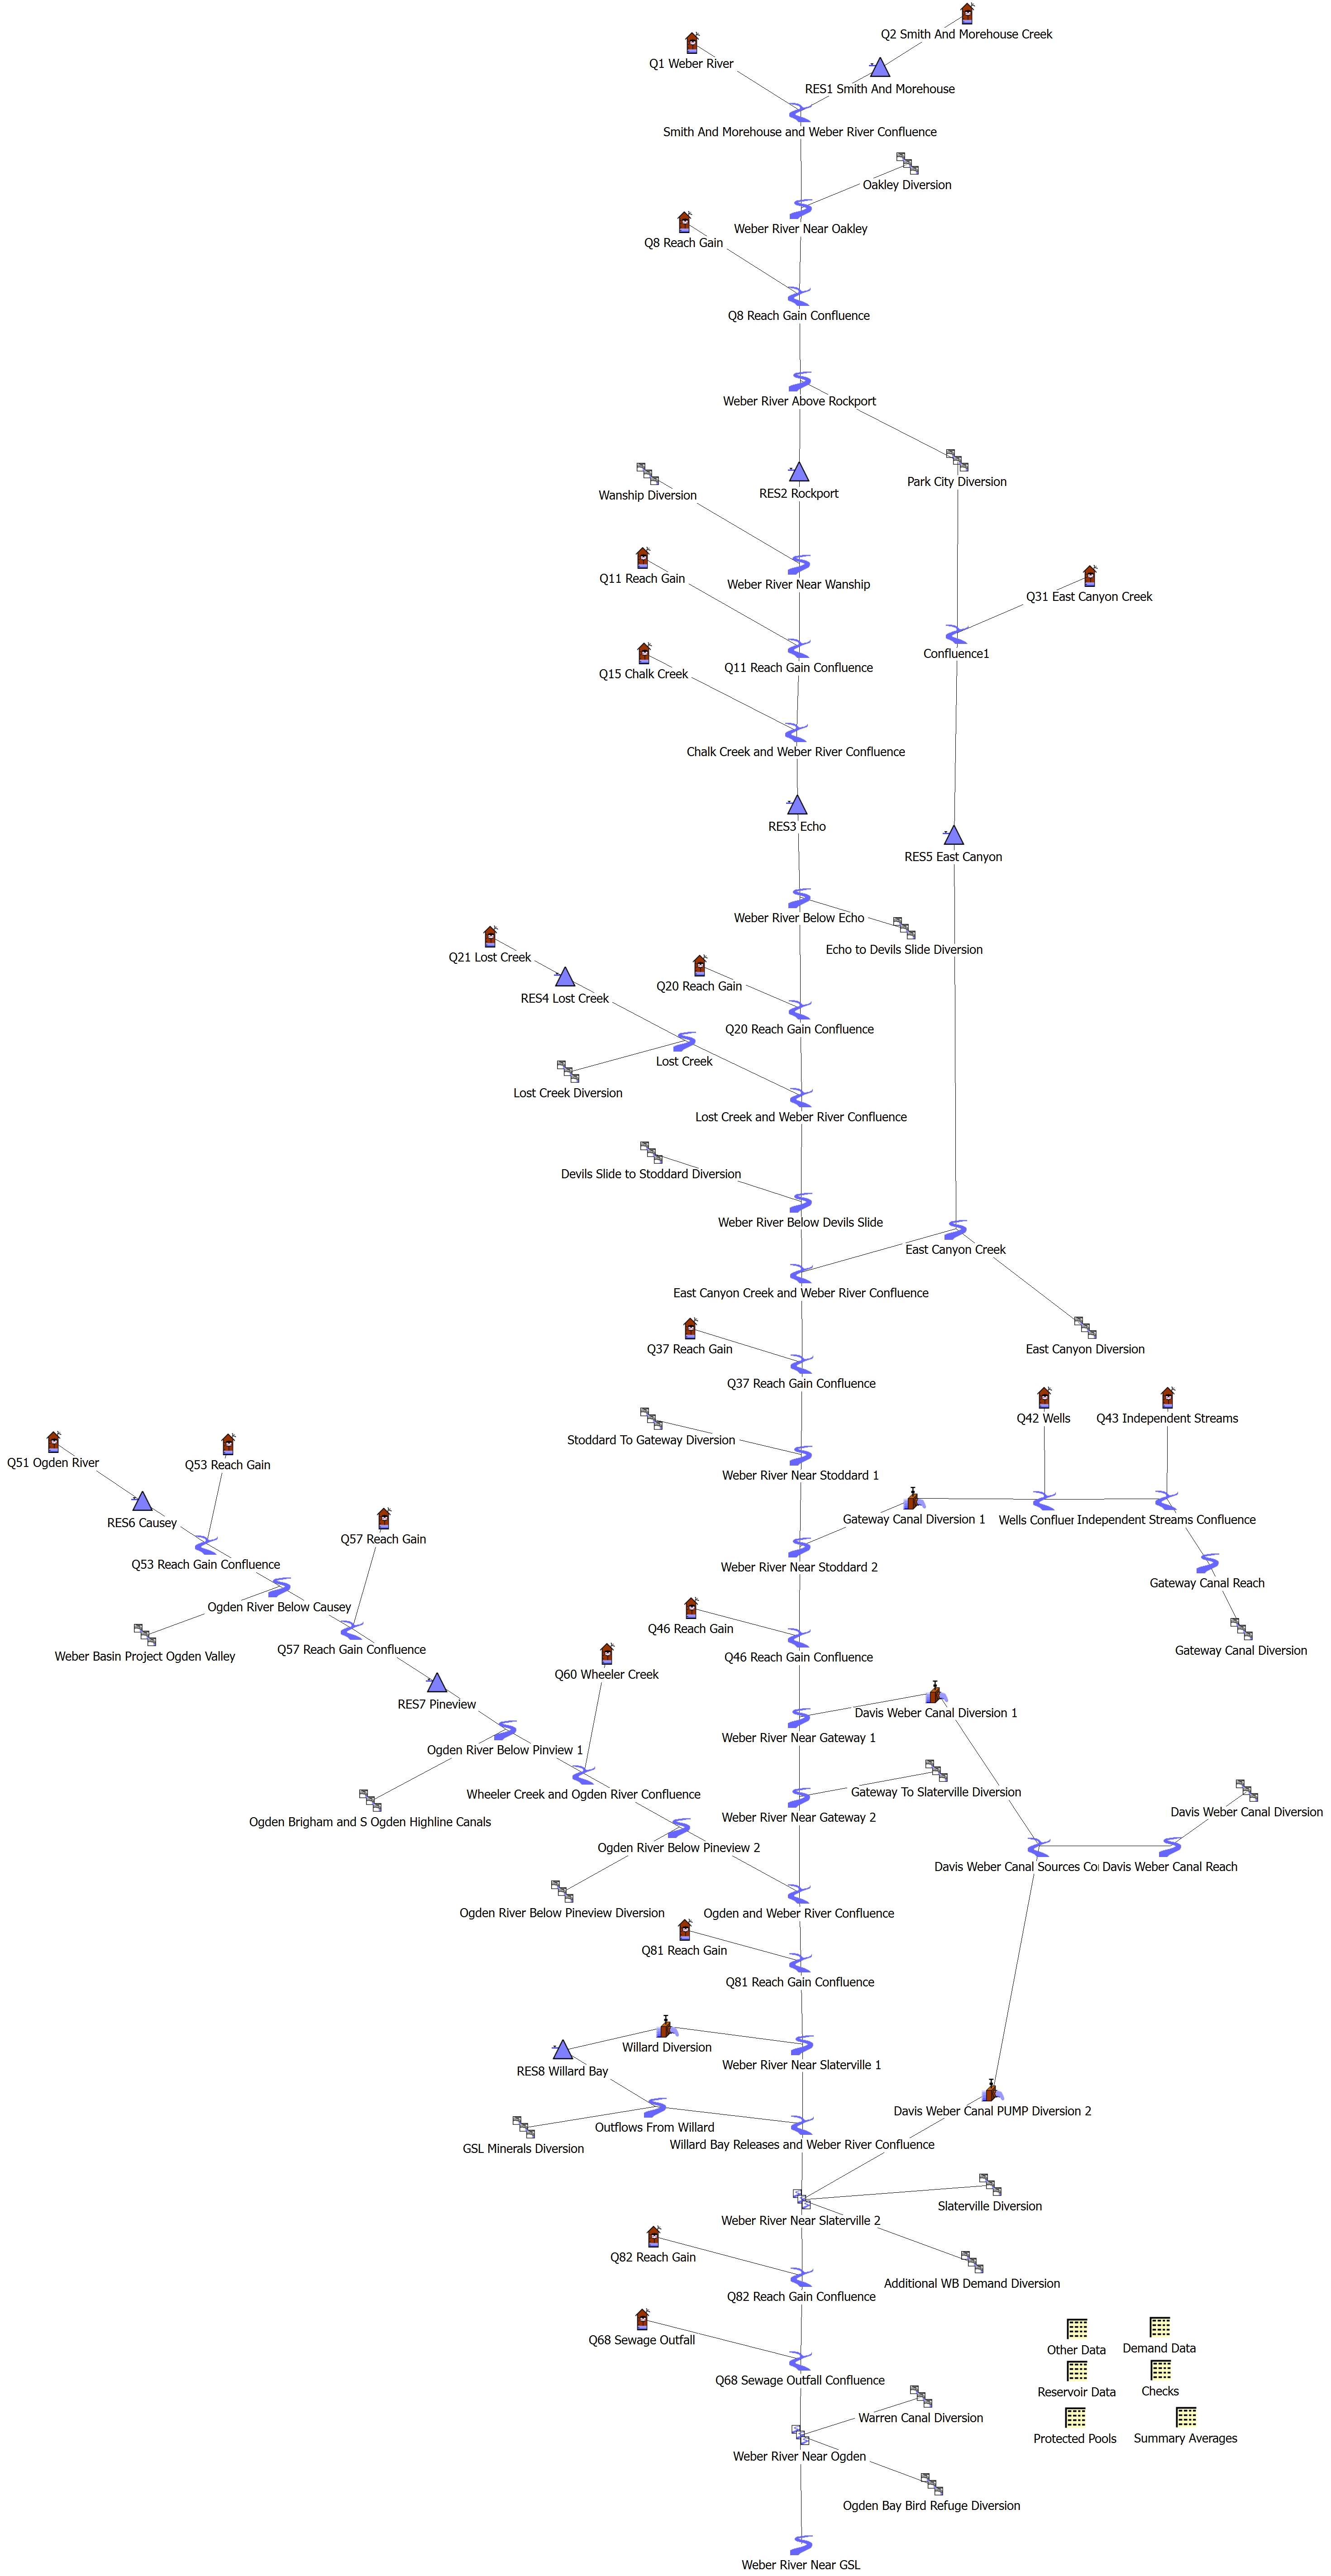 Q2 Smith And Morehouse Creek
Q1 Weber River
RES1 Smith And Morehouse
Smith And Morehouse and Weber River Confluence
Oakley Diversion
Weber River Near Oakley
Q8 Reach Gain
Q8 Reach Gain Confluence
Weber River Above Rockport
Park City Diversion
RES2 Rockport
Wanship Diversion
Q11 Reach Gain
Weber River Near Wanship
Q31 East Canyon Creek
Confluence1
Q11 Reach Gain Confluence
Q15 Chalk Creek
Chalk Creek and Weber River Confluence
RES3 Echo
RES5 East Canyon
Weber River Below Echo
Echo to Devils Slide Diversion
Q21 Lost Creek
Q20 Reach Gain
RES4 Lost Creek
Q20 Reach Gain Confluence
Lost Creek
Lost Creek Diversion
Lost Creek and Weber River Confluence
Devils Slide to Stoddard Diversion
Weber River Below Devils Slide
East Canyon Creek
East Canyon Creek and Weber River Confluence
Q37 Reach Gain
East Canyon Diversion
Q37 Reach Gain Confluence
Q42 Wells
Q43 Independent Streams
Stoddard To Gateway Diversion
Q51 Ogden River
Q53 Reach Gain
Weber River Near Stoddard 1
RES6 Causey
Gateway Canal Diversion 1
Wells Confluer
Independent Streams Confluence
Q57 Reach Gain
Q53 Reach Gain Confluence
Weber River Near Stoddard 2
Gateway Canal Reach
Ogden River Below Causey
Q46 Reach Gain
Weber Basin Project Ogden Valley
Q57 Reach Gain Confluence
Q46 Reach Gain Confluence
Gateway Canal Diversion
Q60 Wheeler Creek
RES7 Pineview
Davis Weber Canal Diversion 1
Ogden River Below Pinview 1
Weber River Near Gateway 1
Wheeler Creek and Ogden River Confluence
Gateway To Slaterville Diversion
Ogden Brigham and S Ogden Highline Canals
Weber River Near Gateway 2
Davis Weber Canal Diversion
Ogden River Below Pineview 2
Davis Weber Canal Sources Co
Davis Weber Canal Reach
Ogden River Below Pineview Diversion
Ogden and Weber River Confluence
Q81 Reach Gain
Q81 Reach Gain Confluence
Willard Diversion
RES8 Willard Bay
Weber River Near Slaterville 1
Davis Weber Canal PUMP Diversion 2
Outflows From Willard
GSL Minerals Diversion
Willard Bay Releases and Weber River Confluence
Slaterville Diversion
Weber River Near Slaterville 2
Q82 Reach Gain
Additional WB Demand Diversion
Q82 Reach Gain Confluence
Q68 Sewage Outfall
Other Data
Demand Data
Q68 Sewage Outfall Confluence
Reservoir Data
Checks
Warren Canal Diversion
Protected Pools
Summary Averages
Weber River Near Ogden
Ogden Bay Bird Refuge Diversion
Weber River Near GSL